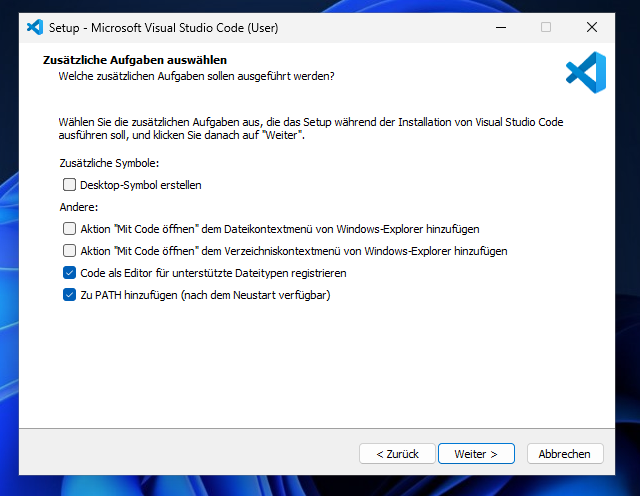 Setup - Microsoft Visual Studio Code (User)
Zusätzliche Aufgaben auswählen
Welche zusätzlichen Aufgaben sollen ausgeführt werden?
Wählen Sie die zusätzlichen Aufgaben aus, die das Setup während der Installation von Visual Studio Code
ausführen soll, und klicken Sie danach auf "Weiter".
Zusätzliche Symbole:
Desktop-Symbol erstellen
Andere:
Aktion "Mit Code öffnen" dem Dateikontextmenü von Windows-Explorer hinzufügen
Aktion "Mit Code öffnen" dem Verzeichniskontextmenü von Windows-Explorer hinzufügen
Code als Editor für unterstützte Dateitypen registrieren
Zu PATH hinzufügen (nach dem Neustart verfügbar)
< Zurück
Weiter >
Abbrechen